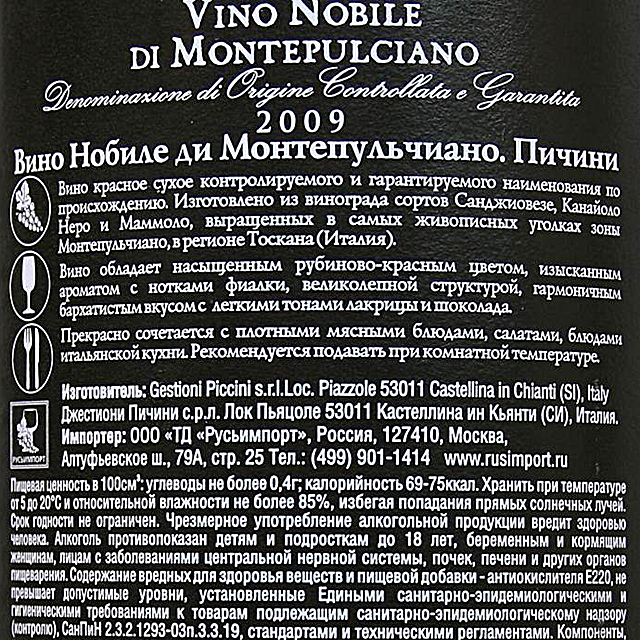 Vino Nobile
di Montepulciano
Denominazione di Origine Controllata e Garantita
2009
Вино Нобиле ди Монтепульчиано. Пичини
Вино красное сухое контролируемого и гарантируемого наименования по
происхождению. Изготовлено из винограда сортов Санджиовезе, Канайоло
Неро и Маммоло, выращенных в самых живописных уголках зоны
Монтепульчиано, в регионе Тоскана (Италия).
Вино обладает насыщенным рубиново-красным цветом, изысканным
ароматом с нотками фиалки, великолепной структурой, гармоничным
бархатистым вкусом с легкими тонами лакрицы и шоколада.
Прекрасно сочетается с плотными мясными блюдами, салатами, блюдами
итальянской кухни. Рекомендуется подавать при комнатной температуре.
Изготовитель: Gestioni Piccini s.r.l.Loc. Piazzole 53011 Castellina in Chianti (SI), Italy
Джестиони Пичини с.р.л. Лок Пьяцоле 53011 Кастеллина ин Кьянти (СИ), Италия.
Импортер: ООО «ТД «Русьимпорт», Россия, 127410, Москва,
РУСЬИМПОРТ
Алтуфьевское ш., 79А, стр. 25 Тел.: (499) 901-1414 www.rusimport.ru
Пищевая ценность в 100см³: углеводы не более 0,4г; калорийность 69-75ккал. Хранить при температуре
от 5 до 20°С и относительной влажности не более 85%, избегая попадания прямых солнечных лучей.
Срок годности не ограничен. Чрезмерное употребление алкогольной продукции вредит здоровью
человека. Алкоголь противопоказан детям и подросткам до 18 лет, беременным и кормящим
женщинам, лицам с заболеваниями центральной нервной системы, почек, печени и других органов
пищеварения. Содержание вредных для здоровья веществ и пищевой добавки - антиокислителя Е220, не
превышает допустимые уровни, установленные Едиными санитарно-эпидемиологическими и
гигиеническими требованиями к товарам подлежащим санитарно-эпидемиологическому надзору
(контролю), СанПиН 2.3.2.1293-03п.3.3.19, стандартами и техническими регламентами. Компоненты,